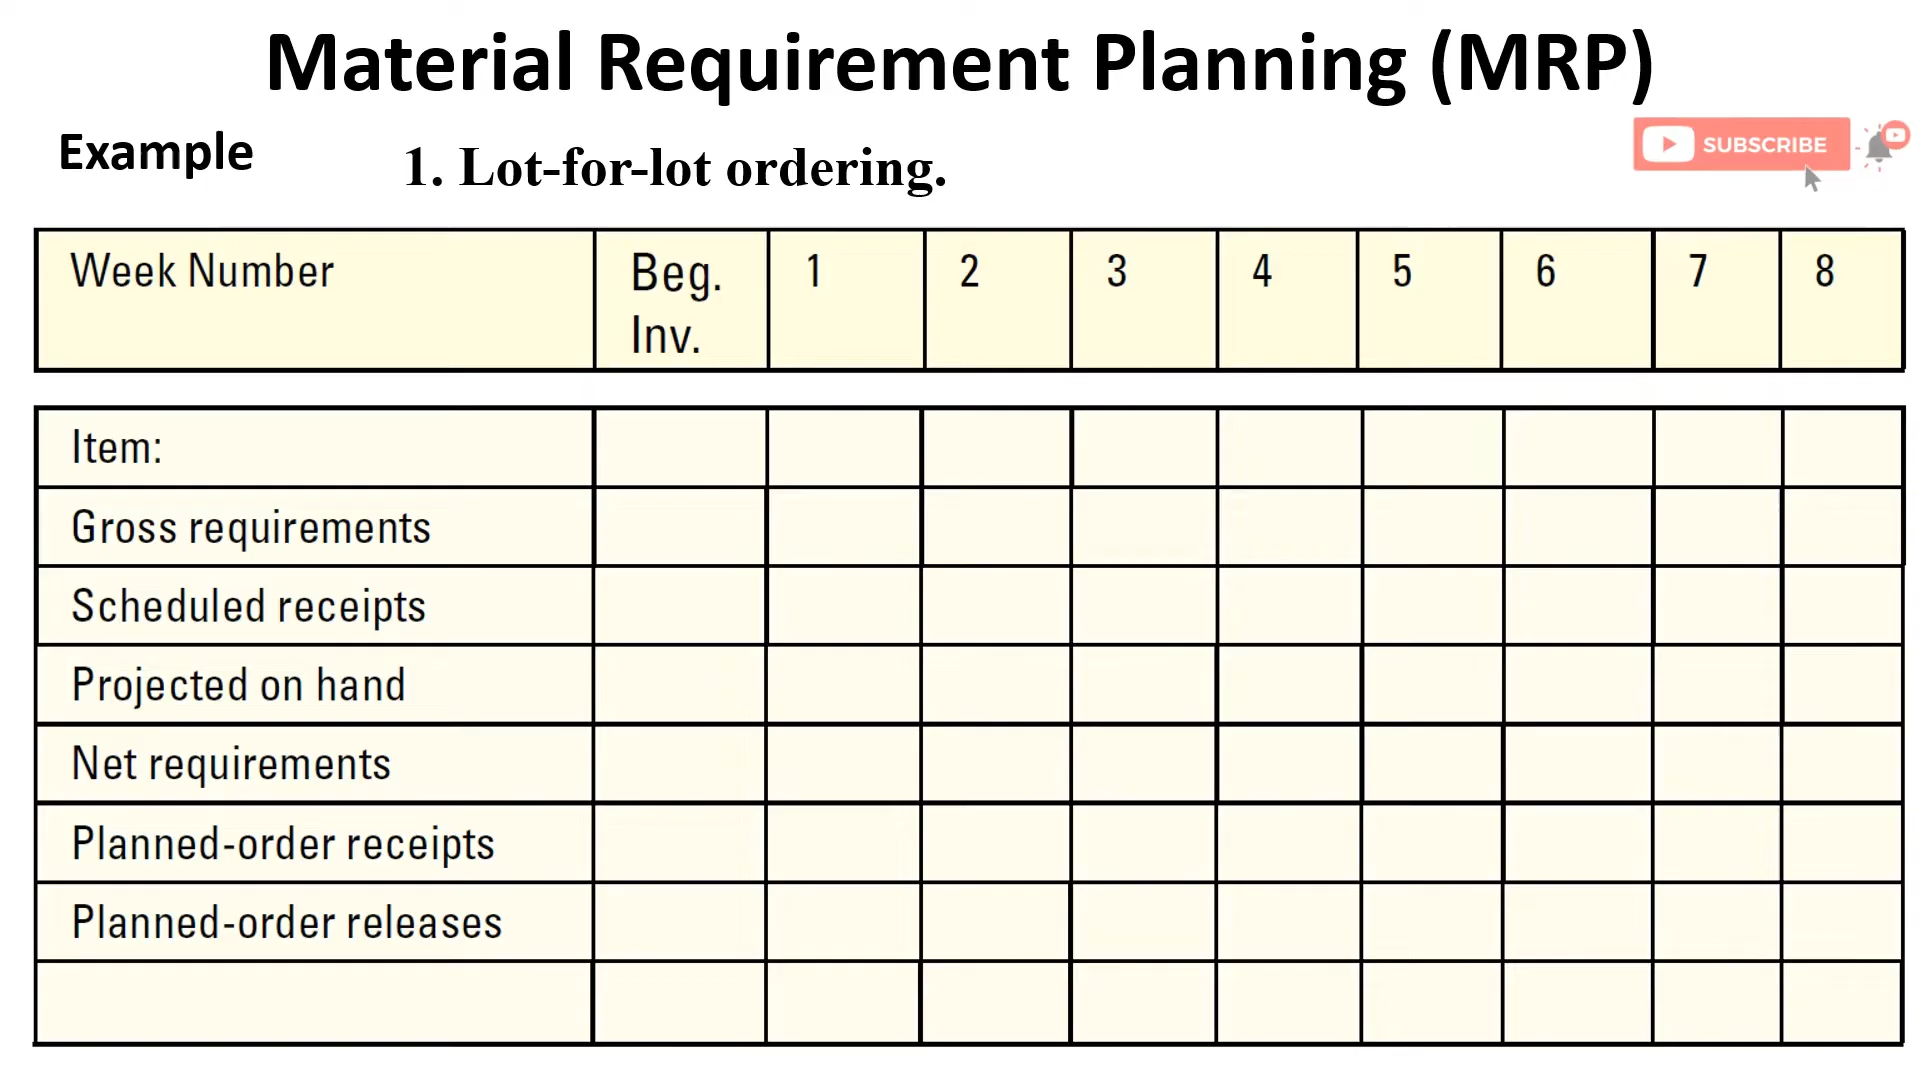 Material Requirement Planning (MRP)
Example
1. Lot-for-lot ordering.
SUBSCRIBE
Week Number Beg. Inv. 1 2 3 4 5 6 7 8
Item:
Gross requirements
Scheduled receipts
Projected on hand
Net requirements
Planned-order receipts
Planned-order releases